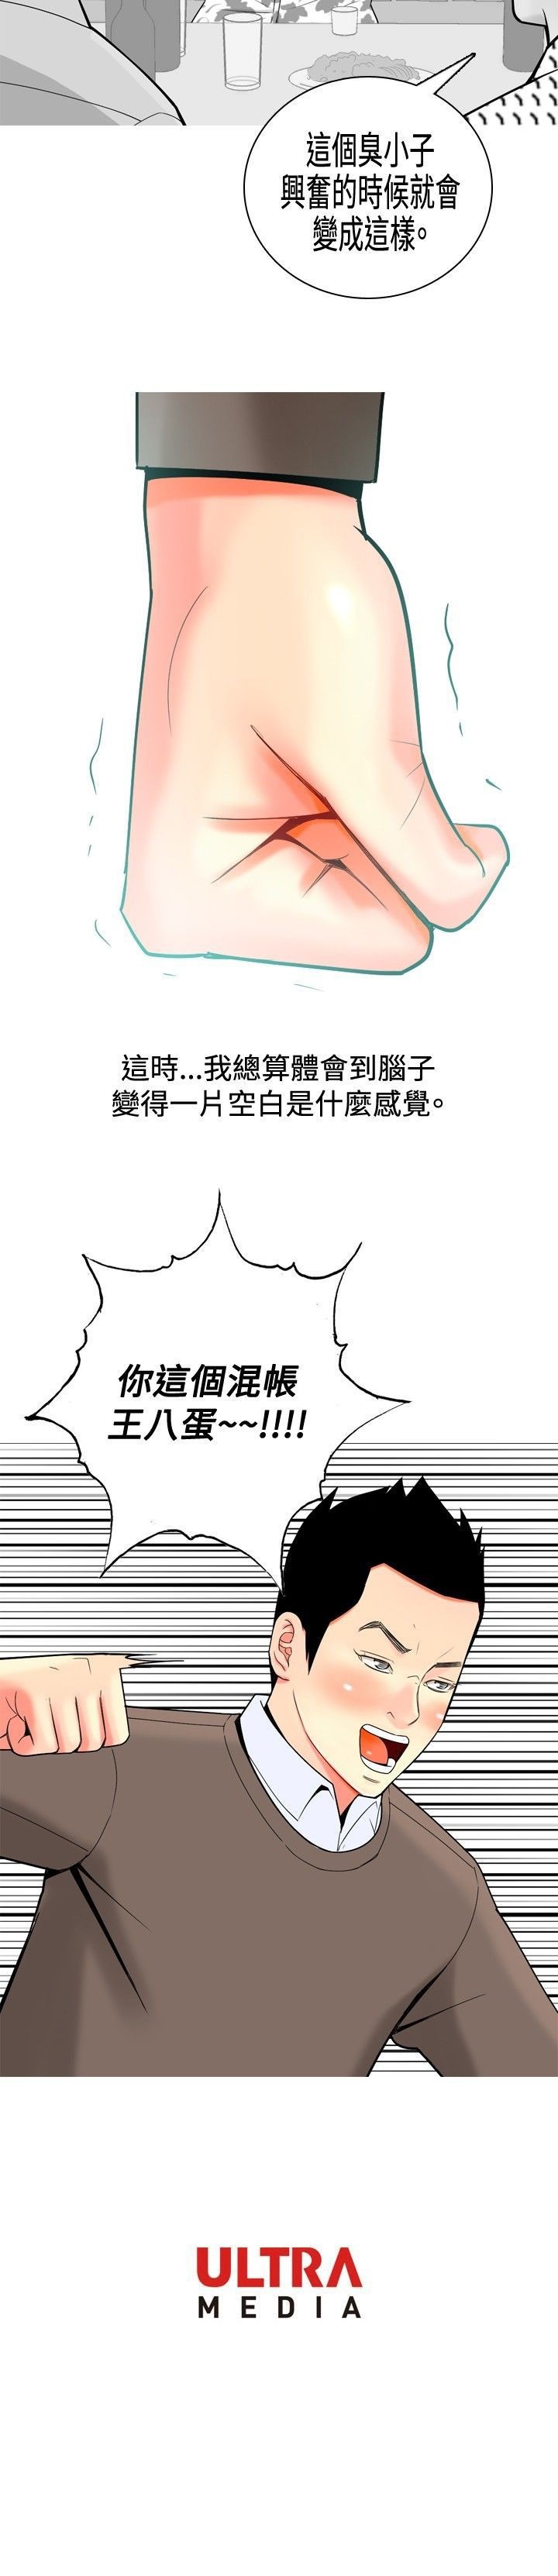 這個臭小子
興奮的時候就會
變成這樣。
這時...我總算體會到腦子
變得一片空白是什麼感覺。
你這個混帳
王八蛋~~!!!!
ULTRA
MEDIA